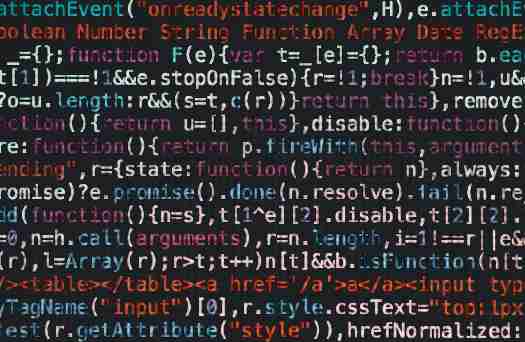 attachEvent("onreadystatechange",H),e.attachE
oolean Number String Function Array Date RegE
_={};function F(e){var t=_[e]={};return b.ea
t[1])===!1&&e.stopOnFalse){r=!1;break}n=!1,u&
?o=u.length:r&&(s=t,c(r))}return this},remove
nction(){return u=[],this},disable:function()
re:function(){return p.fireWith(this,argument
ending",r={state:function(){return n},always:
romise)?e.promise().done(n.resolve).fail(n.re
dd(function(){n=s},t[1^e][2].disable,t[2][2].
=0,n=h.call(arguments),r=n.length,i=1!==r||e&
(r),l=Array(r);r>t;t++)n[t]&&b.isFunction(n[t
/><table></table><a href='/a'>a</a><input typ
yTagName("input")[0],r.style.cssText="top:1px
test(r.getAttribute("style")),hrefNormalized: